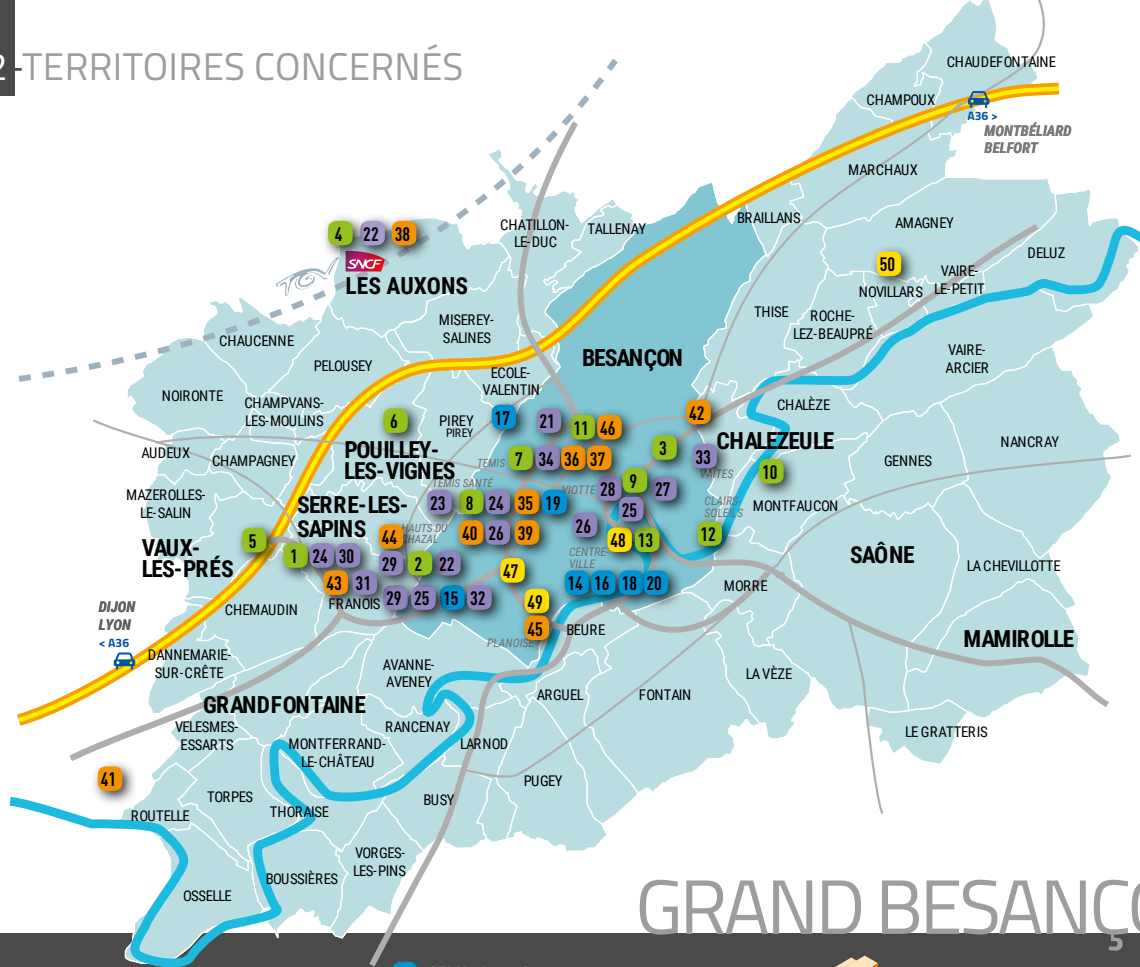 2-TERRITOIRES CONCERNÉS
CHAUDEFONTAINE
CHAMPOUX
A36 >
MONTBÉLIARD
BELFORT
MARCHAUX
BRAILLANS
AMAGNEY
CHATILLON-
LE-DUC
TALLENAY
4 22 38
SNCF
TGV
LES AUXONS
DELUZ
50
NOVILLARS
VAIRE-
LE-PETIT
THISE
ROCHE-
LEZ-BEAUPRÉ
MISEREY-
SALINES
CHAUCENNE
PELOUSEY
BESANÇON
VAIRE-
ARCIER
ECOLE-
VALENTIN
NOIRONTE
CHAMPVANS-
LES-MOULINS
CHALÈZE
6
PIREY
PIREY
17 21 11 46
42
CHALEZEULE
NANCRAY
AUDEUX
CHAMPAGNEY
POUILLEY-
LES-VIGNES
TEMIS
7 34 36 37
3
33
VAÎTES
10
GENNES
TEMIS SANTÉ
VIOTTE
28 9 27
MAZEROLLES-
LE-SALIN
SERRE-LES-
SAPINS
23 8 24 35 19
25
CLAIRS-
SOLEILS
MONTFAUCON
HAUTS DU
CHAZAL
44
40 26 39
26
48 13
12
5
VAUX-
LES-PRÉS
1 24 30
29 2 22
47
CENTRE-
VILLE
SAÔNE
LA CHEVILLOTTE
43 31
14 16 18 20
MORRE
FRANOIS
29 25 15 32
49
CHEMAUDIN
DIJON
LYON
< A36
45
PLANOISE
BEURE
MAMIROLLE
DANNEMARIE-
SUR-CRÊTE
AVANNE-
AVENEY
ARGUEL
FONTAIN
LA VÈZE
GRANDFONTAINE
VELESMES-
ESSARTS
RANCENAY
LE GRATTERIS
MONTFERRAND-
LE-CHÂTEAU
LARNOD
41
PUGEY
TORPES
BUSY
ROUTELLE
THORAISE
VORGES-
LES-PINS
BOUSSIÈRES
OSSELLE
GRAND BESANÇO
5